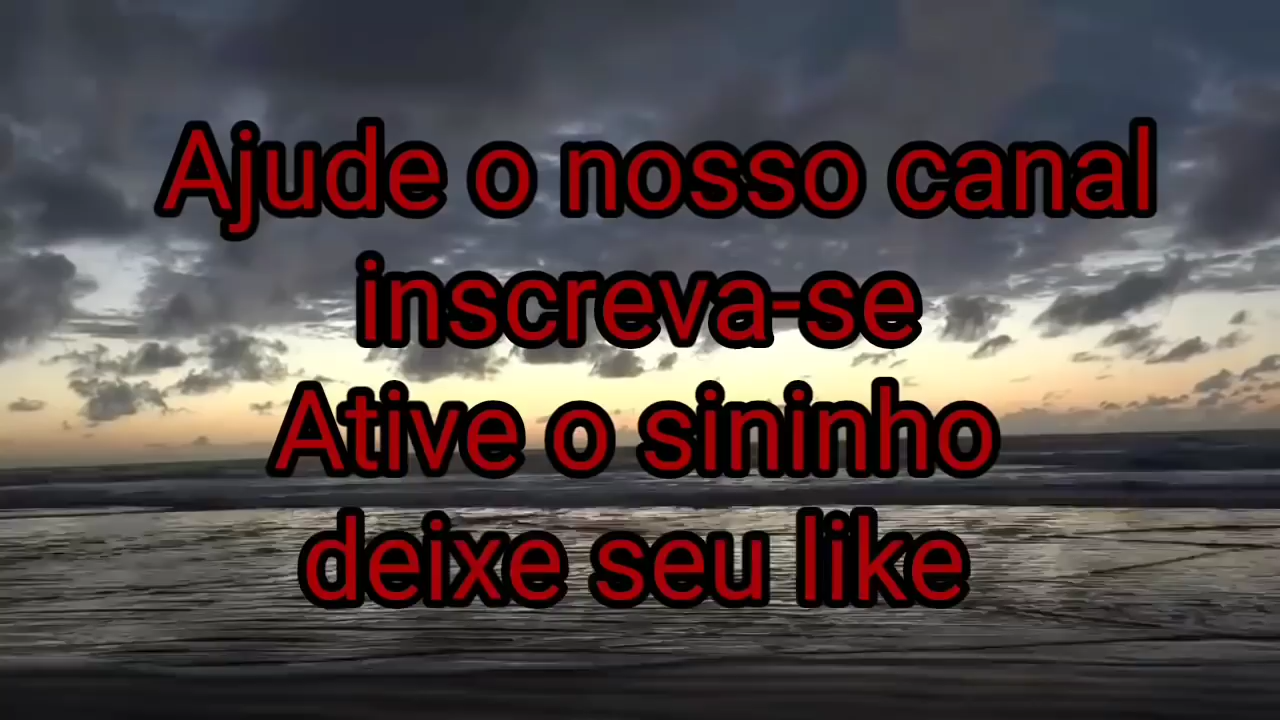 Ajude o nosso canal
inscreva-se
Ative o sininho
deixe seu like